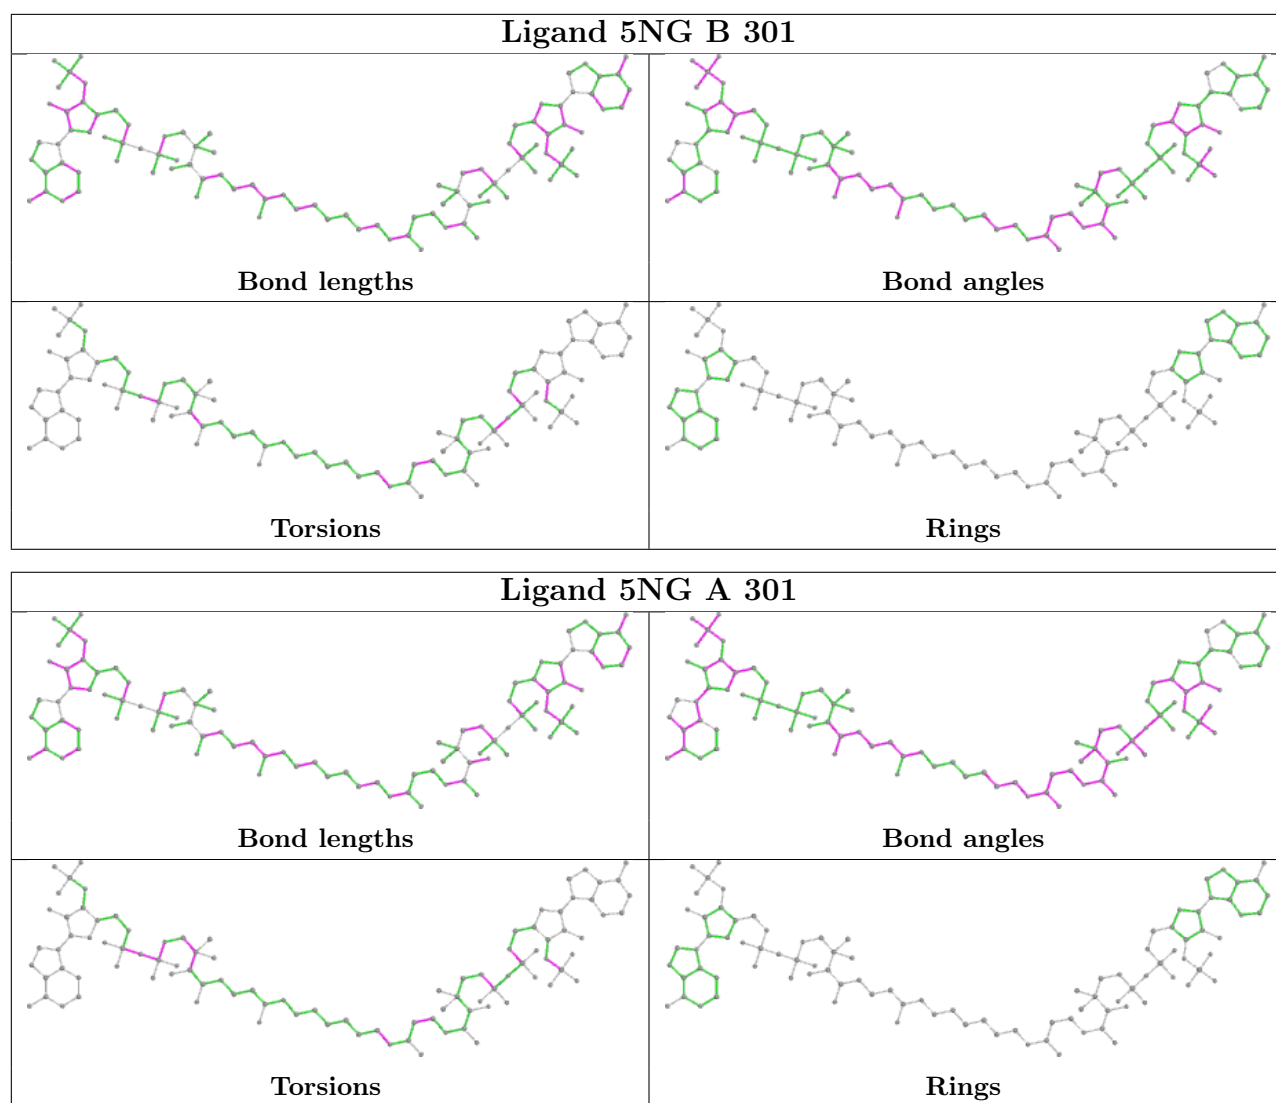 Ligand 5NG B 301
Bond lengths
Bond angles
Torsions
Rings
Ligand 5NG A 301
Bond lengths
Bond angles
Torsions
Rings